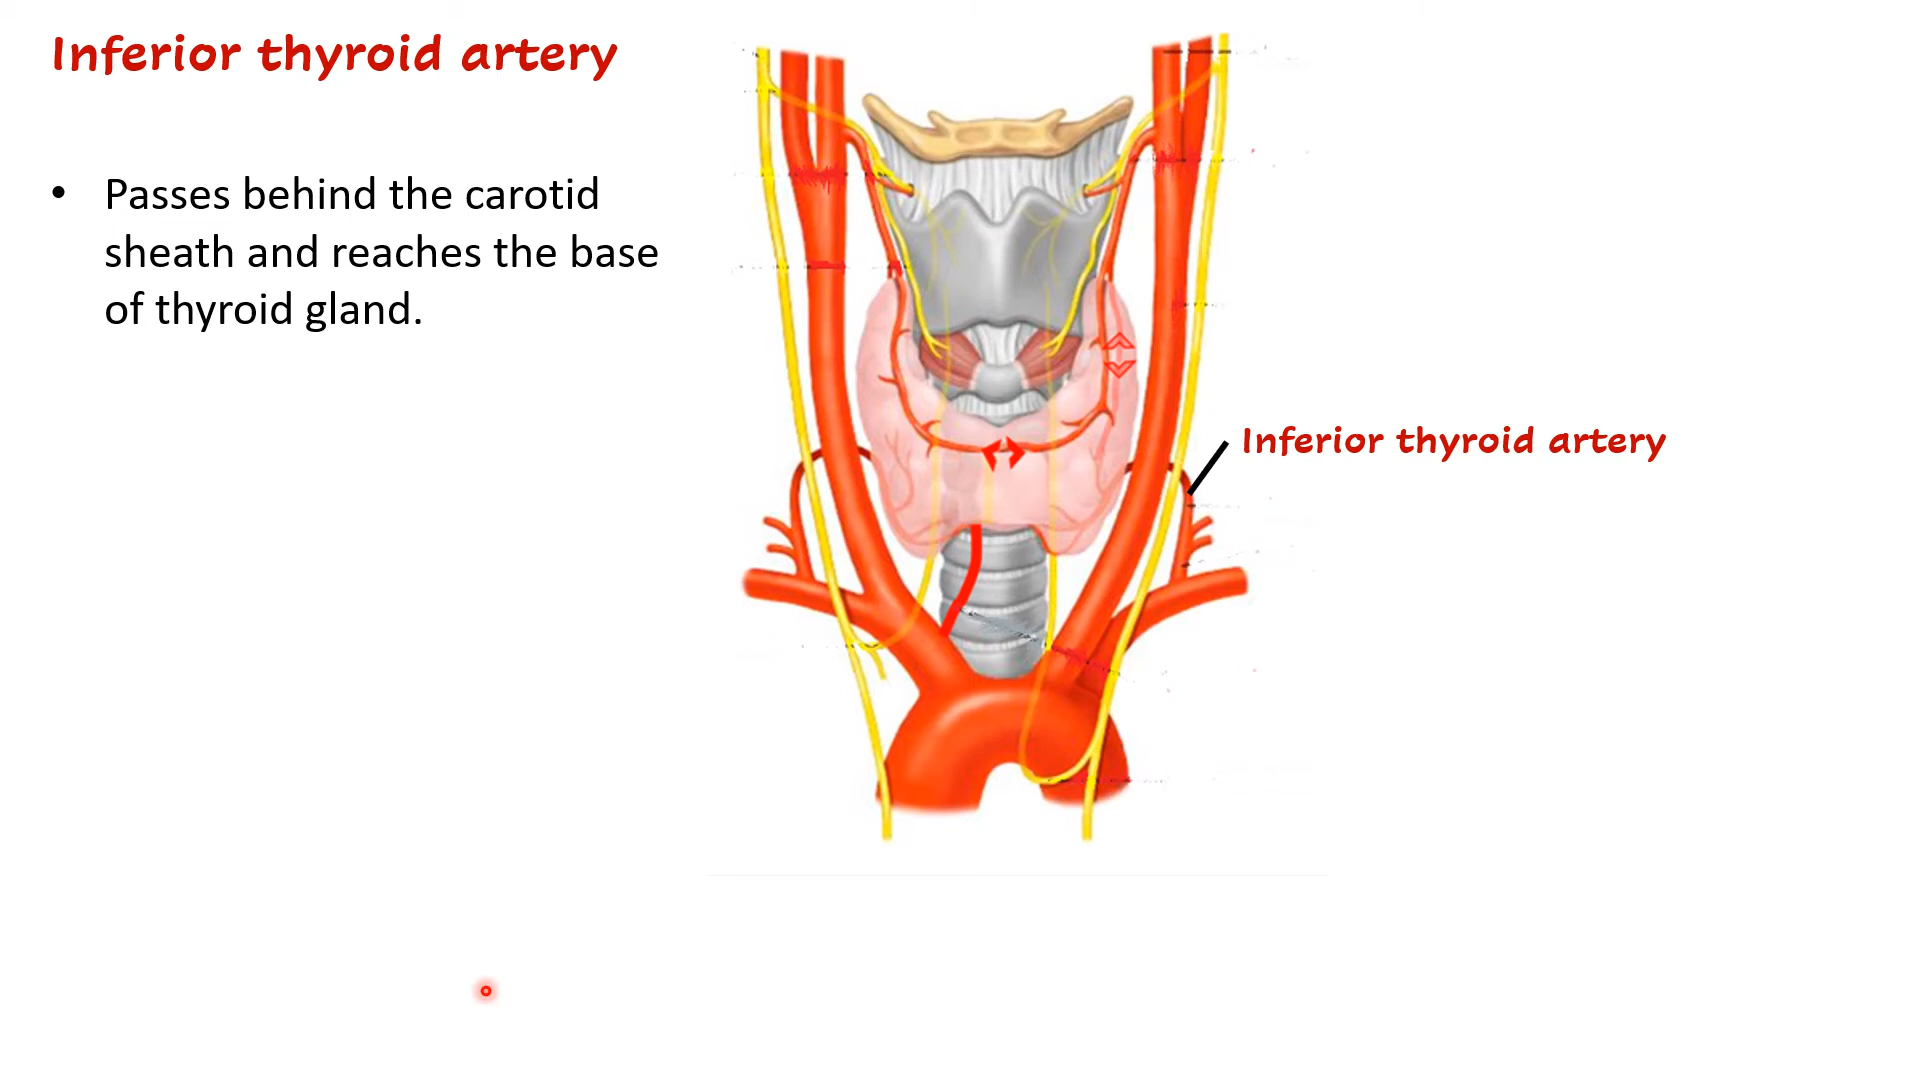 Inferior thyroid artery
• Passes behind the carotid
sheath and reaches the base
of thyroid gland.
Inferior thyroid artery